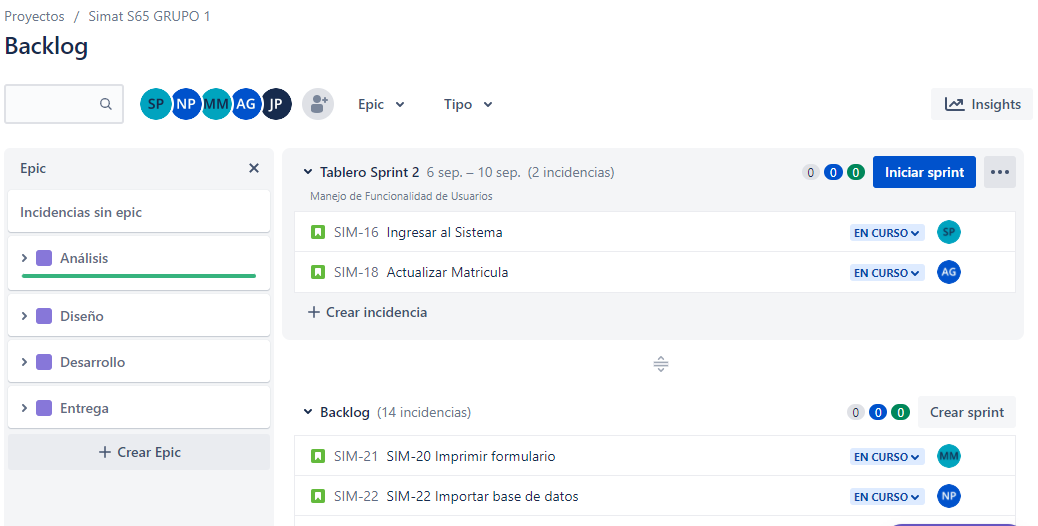 Proyectos / Simat S65 GRUPO 1
Backlog
SP NP MM AG JP Epic Tipo Insights
Epic
Incidencias sin epic
Análisis
Diseño
Desarrollo
Entrega
+ Crear Epic
Tablero Sprint 2 6 sep. – 10 sep. (2 incidencias) 0 0 0 Iniciar sprint
Manejo de Funcionalidad de Usuarios
SIM-16 Ingresar al Sistema EN CURSO SP
SIM-18 Actualizar Matricula EN CURSO AG
+ Crear incidencia
Backlog (14 incidencias) 0 0 0 Crear sprint
SIM-21 SIM-20 Imprimir formulario EN CURSO MM
SIM-22 SIM-22 Importar base de datos EN CURSO NP